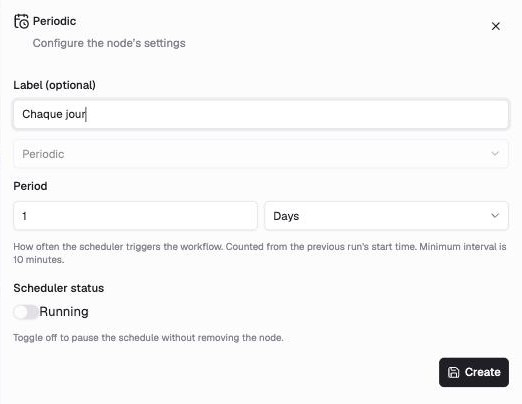 Periodic
Configure the node's settings
Label (optional)
Chaque jour
Periodic
Period
1
Days
How often the scheduler triggers the workflow. Counted from the previous run's start time. Minimum interval is
10 minutes.
Scheduler status
Running
Toggle off to pause the schedule without removing the node.
Create